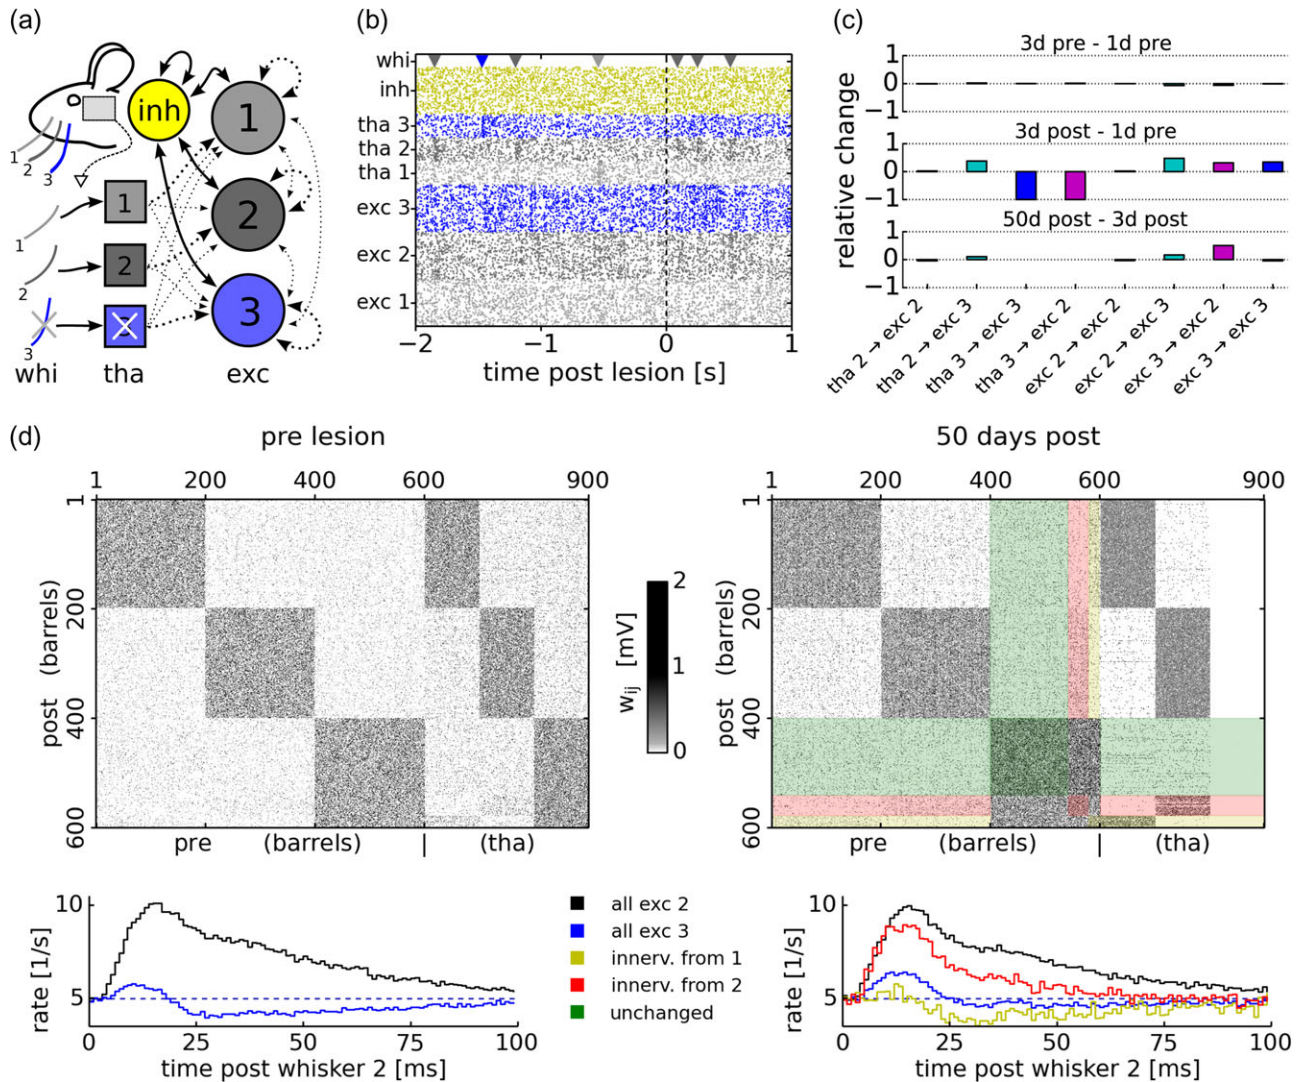 (a)
inh
1
2
3
1
2
3
1
1
2
2
3
whi
tha
exc
(b)
whi
inh
tha 3
tha 2
tha 1
exc 3
exc 2
exc 1
−2
−1
0
1
time post lesion [s]
(c)
3d pre - 1d pre
1
0
−1
3d post - 1d pre
1
0
−1
50d post - 3d post
1
0
−1
relative change
tha 2 → exc 2
tha 2 → exc 3
tha 3 → exc 3
tha 3 → exc 2
exc 2 → exc 2
exc 2 → exc 3
exc 3 → exc 2
exc 3 → exc 3
(d)
pre lesion
1 200 400 600 900
1
200
400
600
post (barrels)
pre (barrels) | (tha)
2
1
0
w_ij [mV]
50 days post
1 200 400 600 900
1
200
400
600
post (barrels)
pre (barrels) | (tha)
10
5
rate [1/s]
0 25 50 75 100
time post whisker 2 [ms]
all exc 2
all exc 3
innerv. from 1
innerv. from 2
unchanged
10
5
rate [1/s]
0 25 50 75 100
time post whisker 2 [ms]